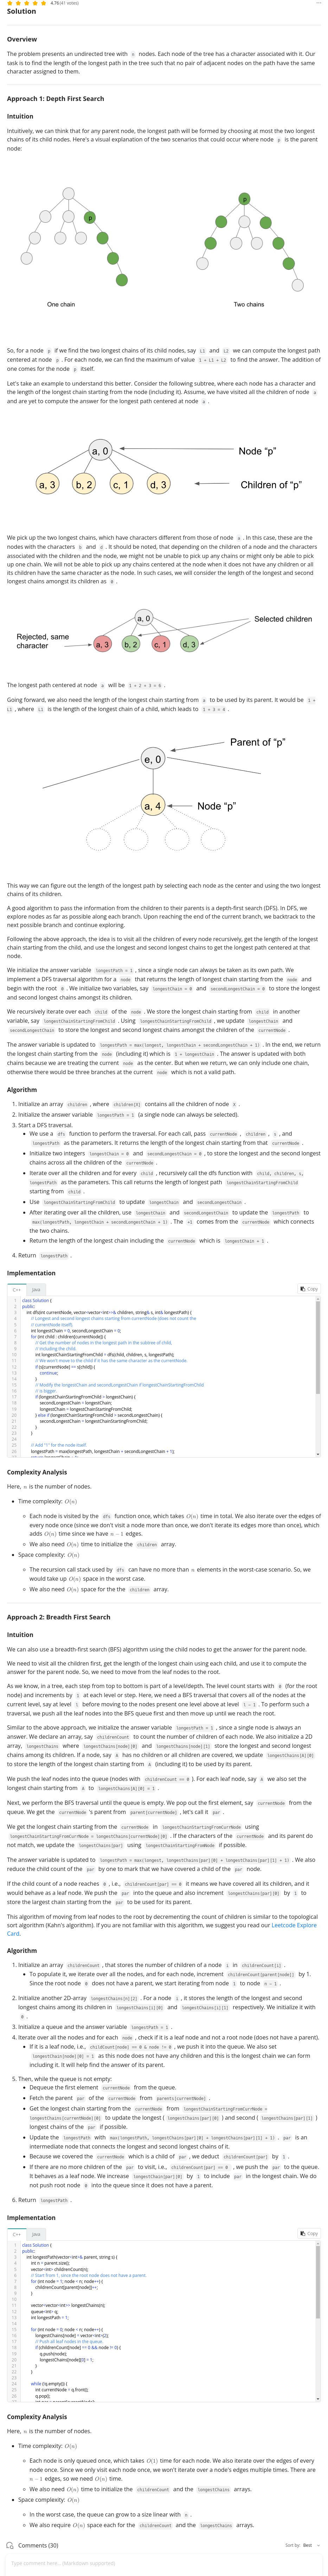 4.76 (41 votes)
Solution
Overview
The problem presents an undirected tree with n nodes. Each node of the tree has a character associated with it. Our
task is to find the length of the longest path in the tree such that no pair of adjacent nodes on the path have the same
character assigned to them.
Approach 1: Depth First Search
Intuition
Intuitively, we can think that for any parent node, the longest path will be formed by choosing at most the two longest
chains of its child nodes. Here's a visual explanation of the two scenarios that could occur where node p is the parent
node:
p
p
One chain
Two chains
So, for a node p if we find the two longest chains of its child nodes, say L1 and L2 we can compute the longest path
centered at node p. For each node, we can find the maximum of value 1 + L1 + L2 to find the answer. The addition of
one comes for the node p itself.
Let's take an example to understand this better. Consider the following subtree, where each node has a character and
the length of the longest chain starting from the node (including it). Assume, we have visited all the children of node a
and are yet to compute the answer for the longest path centered at node a.
a, 0
Node "p"
a, 3
b, 2
c, 1
d, 3
Children of "p"
We pick up the two longest chains, which have characters different from those of node a. In this case, these are the
nodes with the characters b and d. It should be noted, that depending on the children of a node and the characters
associated with the children and the current node, we might not be unable to pick up any chains or might only be able to pick
up one chain. We will not be able to pick up any chains centered at the node when it does not have any children or all
its children have the same character as the node. In such cases, we will consider the length of the longest and second
longest chains amongst its children as 0.
a, 0
Selected children
Rejected, same
character
a, 3
b, 2
c, 1
d, 3
The longest path centered at node a will be 1 + 2 + 3 = 6.
Going forward, we also need the length of the longest chain starting from a to be used by its parent. It would be 1 +
L1, where L1 is the length of the longest chain of a child, which leads to 1 + 3 = 4.
Parent of "p"
e, 0
a, 4
Node "p"
This way we can figure out the length of the longest path by selecting each node as the center and using the two longest
chains of its children.
A good algorithm to pass the information from the children to their parents is a depth-first search (DFS). In DFS, we
explore nodes as far as possible along each branch. Upon reaching the end of the current branch, we backtrack to the next
possible branch and continue exploring.
Following the above approach, the idea is to visit all the children of every node recursively, get the length of the longest
chain starting from the child, and use the longest and second longest chains to get the longest path centered at that
node.
We initialize the answer variable longestPath = 1, since a single node can always be taken as its own path. We
implement a DFS traversal algorithm for a node that returns the length of longest chain starting from the node and
begin with the root 0. We initialize two variables, say longestChain = 0 and secondLongestChain = 0 to store the longest and
second longest chains amongst its children.
We recursively iterate over each child of the node. We store the longest chain starting from child in another
variable, say longestChainStartingFromChild. Using longestChainStartingFromChild, we update longestChain and
secondLongestChain to store the longest and second longest chains amongst the children of the currentNode.
The answer variable is updated to longestPath = max(longest, longestChain + secondLongestChain + 1). In the end, we return
the longest chain starting from the node (including it) which is 1 + longestChain. The answer is updated with both
chains because we are treating the current node as the center. But when we return, we can only include one chain,
otherwise there would be three branches from the current node which is not a valid path.
Algorithm
1. Initialize an array children, where children[X] contains all the children of node X.
2. Initialize the answer variable longestPath = 1 (a single node can always be selected).
3. Start a DFS traversal.
We use a dfs function to perform the traversal. For each call, pass currentNode, children, s, and
longestPath as the parameters. It returns the length of the longest chain that starts from currentNode.
Initialize two integers longestChain = 0 and secondLongestChain = 0, to store the longest and the second longest
chains across all the children of the currentNode.
Iterate over all the children and for every child, recursively call the dfs function with child, children, s,
longestPath as the parameters. This call returns the length of longest path longestChainStartingFromChild
starting from child.
Use longestChainStartingFromChild to update longestChain and secondLongestChain.
After iterating over all the children, use longestChain and secondLongestChain to update the longestPath to
max(longestPath, longestChain + secondLongestChain + 1). The +1 comes from the currentNode which connects
the two chains.
Return the length of the longest chain including the currentNode which is longestChain + 1.
4. Return longestPath.
Implementation
C++
Java
Copy
1 class Solution {
2 public:
3 int dfs(int currentNode, vector<vector<int>>& children, string& s, int& longestPath) {
4 // Longest and second longest chains starting from currentNode (does not count the
5 // currentNode itself).
6 int longestChain = 0, secondLongestChain = 0;
7 for (int child : children[currentNode]) {
8 // Get the number of nodes in the longest path in the subtree of child,
9 // including the child.
10 int longestChainStartingFromChild = dfs(child, children, s, longestPath);
11 // We won't move to the child if it has the same character as the currentNode.
12 if (s[currentNode] == s[child]) {
13 continue;
14 }
15 // Modify the longestChain and secondLongestChain if longestChainStartingFromChild
16 // is bigger.
17 if (longestChainStartingFromChild > longestChain) {
18 secondLongestChain = longestChain;
19 longestChain = longestChainStartingFromChild;
20 } else if (longestChainStartingFromChild > secondLongestChain) {
21 secondLongestChain = longestChainStartingFromChild;
22 }
23 }
24
25 // Add "1" for the node itself.
26 longestPath = max(longestPath, longestChain + secondLongestChain + 1);
Complexity Analysis
Here, n is the number of nodes.
Time complexity: O(n)
Each node is visited by the dfs function once, which takes O(n) time in total. We also iterate over the edges of
every node once (since we don't visit a node more than once, we don't iterate its edges more than once), which
adds O(n) time since we have n − 1 edges.
We also need O(n) time to initialize the children array.
Space complexity: O(n)
The recursion call stack used by dfs can have no more than n elements in the worst-case scenario. So, we
would take up O(n) space in the worst case.
We also need O(n) space for the the children array.
Approach 2: Breadth First Search
Intuition
We can also use a breadth-first search (BFS) algorithm using the child nodes to get the answer for the parent node.
We need to visit all the children first, get the length of the longest chain using each child, and use it to compute the
answer for the parent node. So, we need to move from the leaf nodes to the root.
As we know, in a tree, each step from top to bottom is part of a level/depth. The level count starts with 0 (for the root
node) and increments by 1 at each level or step. Here, we need a BFS traversal that covers all of the nodes at the
current level, say at level l before moving to the nodes present one level above at level l - 1. To perform such a
traversal, we push all the leaf nodes into the BFS queue first and then move up until we reach the root.
Similar to the above approach, we initialize the answer variable longestPath = 1, since a single node is always an
answer. We declare an array, say childrenCount to count the number of children of each node. We also initialize a 2D
array, longestChains where longestChains[node][0] and longestChains[node][1] store the longest and second longest
chains among its children. If a node, say A has no children or all children are covered, we update longestChains[A][0]
to store the length of the longest chain starting from A (including it) to be used by its parent.
We push the leaf nodes into the queue (nodes with childrenCount == 0). For each leaf node, say A we also set the
longest chain starting from A to longestChains[A][0] = 1.
Next, we perform the BFS traversal until the queue is empty. We pop out the first element, say currentNode from the
queue. We get the currentNode's parent from parent[currentNode], let's call it par.
We get the longest chain starting from the currentNode in longestChainStartingFromCurrNode using
longestChainStartingFromCurrNode = longestChains[currentNode][0]. If the characters of the currentNode and its parent do
not match, we update the longestChains[par] using longestChainStartingFromNode if possible.
The answer variable is updated to longestPath = max(longest, longestChains[par][0] + longestChains[par][1] + 1). We also
reduce the child count of the par by one to indicate that we have covered one child of the par node.
If the child count of a node reaches 0, i.e., childrenCount[par] == 0 it means we have covered all its children, and it
would behave as a leaf node. We push the par into the queue and also increment longestChains[par][0] by 1 to
store the largest chain starting from the par to be used for its parent.
This algorithm of moving from leaf nodes to the root by decrementing the count of children is similar to the topological
sort algorithm (Kahn's algorithm). If you are not familiar with this algorithm, we suggest you read our Leetcode Explore
Card.
Algorithm
1. Initialize an array childrenCount, that stores the number of children of a node i in childrenCount[i].
To populate it, we iterate over all the nodes, and for each node, increment childrenCount[parent[node]] by 1.
Since the root node 0 does not have a parent, we start iterating from node 1 to node n - 1.
2. Initialize another 2D-array longestChains[n][2]. For a node i, it stores the length of the longest and second
longest chains among its children in longestChains[i][0] and longestChains[i][1] respectively. We initialize it with
0.
3. Initialize a queue and the answer variable longestPath = 1.
4. Iterate over all the nodes and for each node, check if it is a leaf node and not a root node (does not have a parent).
If it is a leaf node, i.e., childCount[node] == 0 & node != 0, we push it into the queue. We also set
longestChain[node][0] = 1 as this node does not have any children and this is the longest chain we can form
including it. It will help find the answer of its parent.
5. Then, while the queue is not empty:
Dequeue the first element currentNode from the queue.
Fetch the parent par of the currentNode from parents[currentNode].
Get the longest chain starting from the currentNode from longestChainStartingFromCurrNode =
longestChains[currentNode][0] to update the longest (longestChains[par][0]) and second (longestChains[par][1])
longest chains of the par if possible.
Update the longestPath with max(longestPath, longestChains[par][0] + longestChains[par][1] + 1). par is an
intermediate node that connects the longest and second longest chains of it.
Because we covered the currentNode which is a child of par, we deduct childrenCount[par] by 1.
If there are no more children of the par to visit, i.e., childrenCount[par] == 0, we push the par to the queue.
It behaves as a leaf node. We increase longestChain[par][0] by 1 to include par in the longest chain. We do
not push root node 0 into the queue since it does not have a parent.
6. Return longestPath.
Implementation
C++
Java
Copy
1 class Solution {
2 public:
3 int longestPath(vector<int>& parent, string s) {
4 int n = parent.size();
5 vector<int> childrenCount(n);
6 // Start from 1, since the root node does not have a parent.
7 for (int node = 1; node < n; node++) {
8 childrenCount[parent[node]]++;
9 }
10
11 vector<vector<int>> longestChains(n);
12 queue<int> q;
13 int longestPath = 1;
14
15 for (int node = 0; node < n; node++) {
16 longestChains[node] = vector<int>(2);
17 // Push all leaf nodes in the queue.
18 if (childrenCount[node] == 0 && node != 0) {
19 q.push(node);
20 longestChains[node][0] = 1;
21 }
22 }
23
24 while (!q.empty()) {
25 int currentNode = q.front();
26 q.pop();
Complexity Analysis
Here, n is the number of nodes.
Time complexity: O(n)
Each node is only queued once, which takes O(1) time for each node. We also iterate over the edges of every
node once. Since we only visit each node once, we won't iterate over a node's edges multiple times. There are
n − 1 edges, so we need O(n) time.
We also need O(n) time to initialize the childrenCount and the longestChains arrays.
Space complexity: O(n)
In the worst case, the queue can grow to a size linear with n.
We also require O(n) space each for the childrenCount and the longestChains arrays.
Comments (30)
Sort by: Best
Type comment here... (Markdown supported)